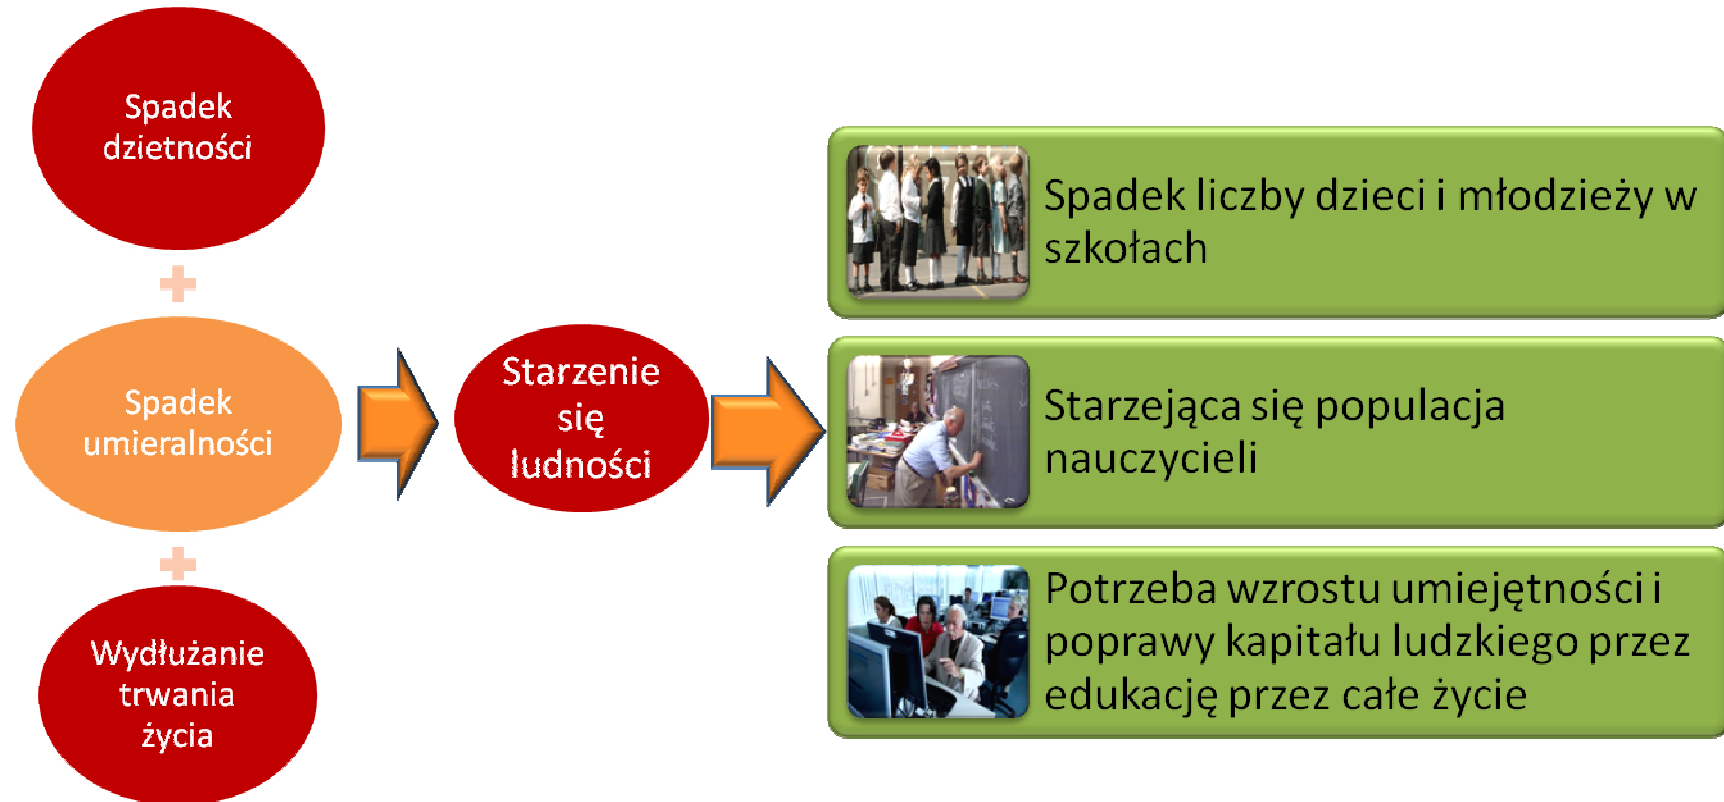 Spadek
dzietności
Spadek
umieralności
Wydłużanie
trwania
życia
Starzenie
się
ludności
Spadek liczby dzieci i młodzieży w
szkołach
Starzejąca się populacja
nauczycieli
Potrzeba wzrostu umiejętności i
poprawy kapitału ludzkiego przez
edukację przez całe życie